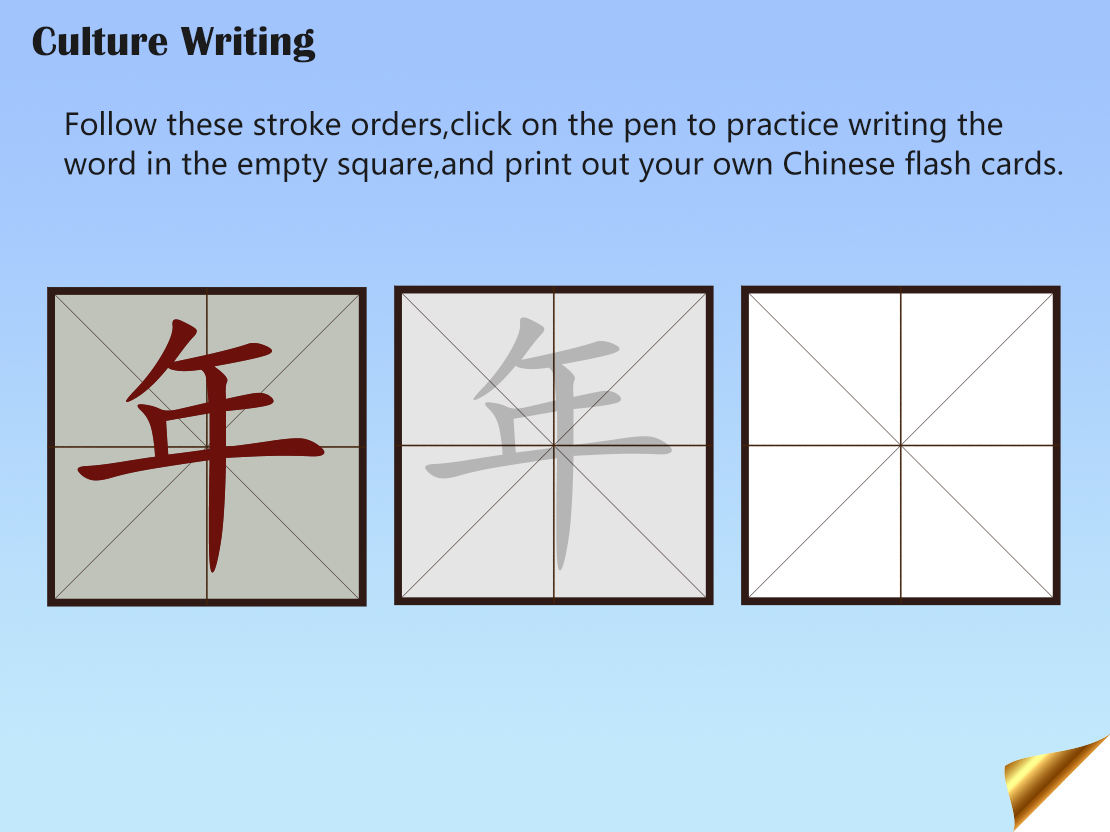 Culture Writing
Follow these stroke orders,click on the pen to practice writing the
word in the empty square,and print out your own Chinese flash cards.
年 年